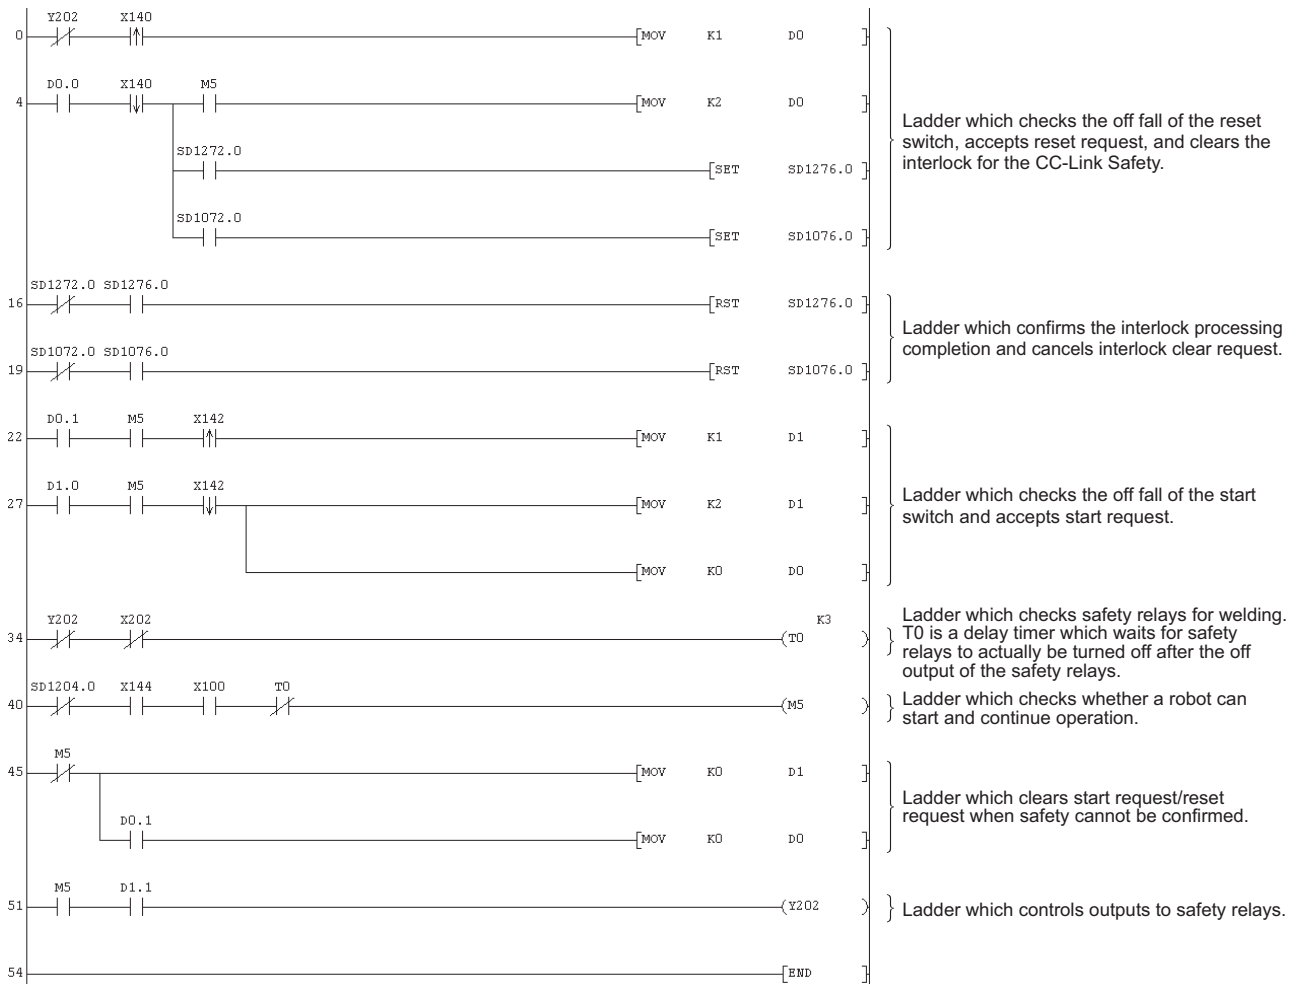 Y202 X140
0 [MOV K1 D0 ]
D0.0 X140 M5
4 [MOV K2 D0 ]
Ladder which checks the off fall of the reset
switch, accepts reset request, and clears the
interlock for the CC-Link Safety.
SD1272.0
[SET SD1276.0 ]
SD1072.0
[SET SD1076.0 ]
SD1272.0 SD1276.0
16 [RST SD1276.0 ]
Ladder which confirms the interlock processing
completion and cancels interlock clear request.
SD1072.0 SD1076.0
19 [RST SD1076.0 ]
D0.1 M5 X142
22 [MOV K1 D1 ]
D1.0 M5 X142
27 [MOV K2 D1 ]
Ladder which checks the off fall of the start
switch and accepts start request.
[MOV K0 D0 ]
Y202 X202 K3
34 (T0 )
Ladder which checks safety relays for welding.
T0 is a delay timer which waits for safety
relays to actually be turned off after the off
output of the safety relays.
SD1204.0 X144 X100 T0
40 (M5 )
Ladder which checks whether a robot can
start and continue operation.
M5
45 [MOV K0 D1 ]
Ladder which clears start request/reset
request when safety cannot be confirmed.
D0.1
[MOV K0 D0 ]
M5 D1.1
51 (Y202 )
Ladder which controls outputs to safety relays.
54 [END ]